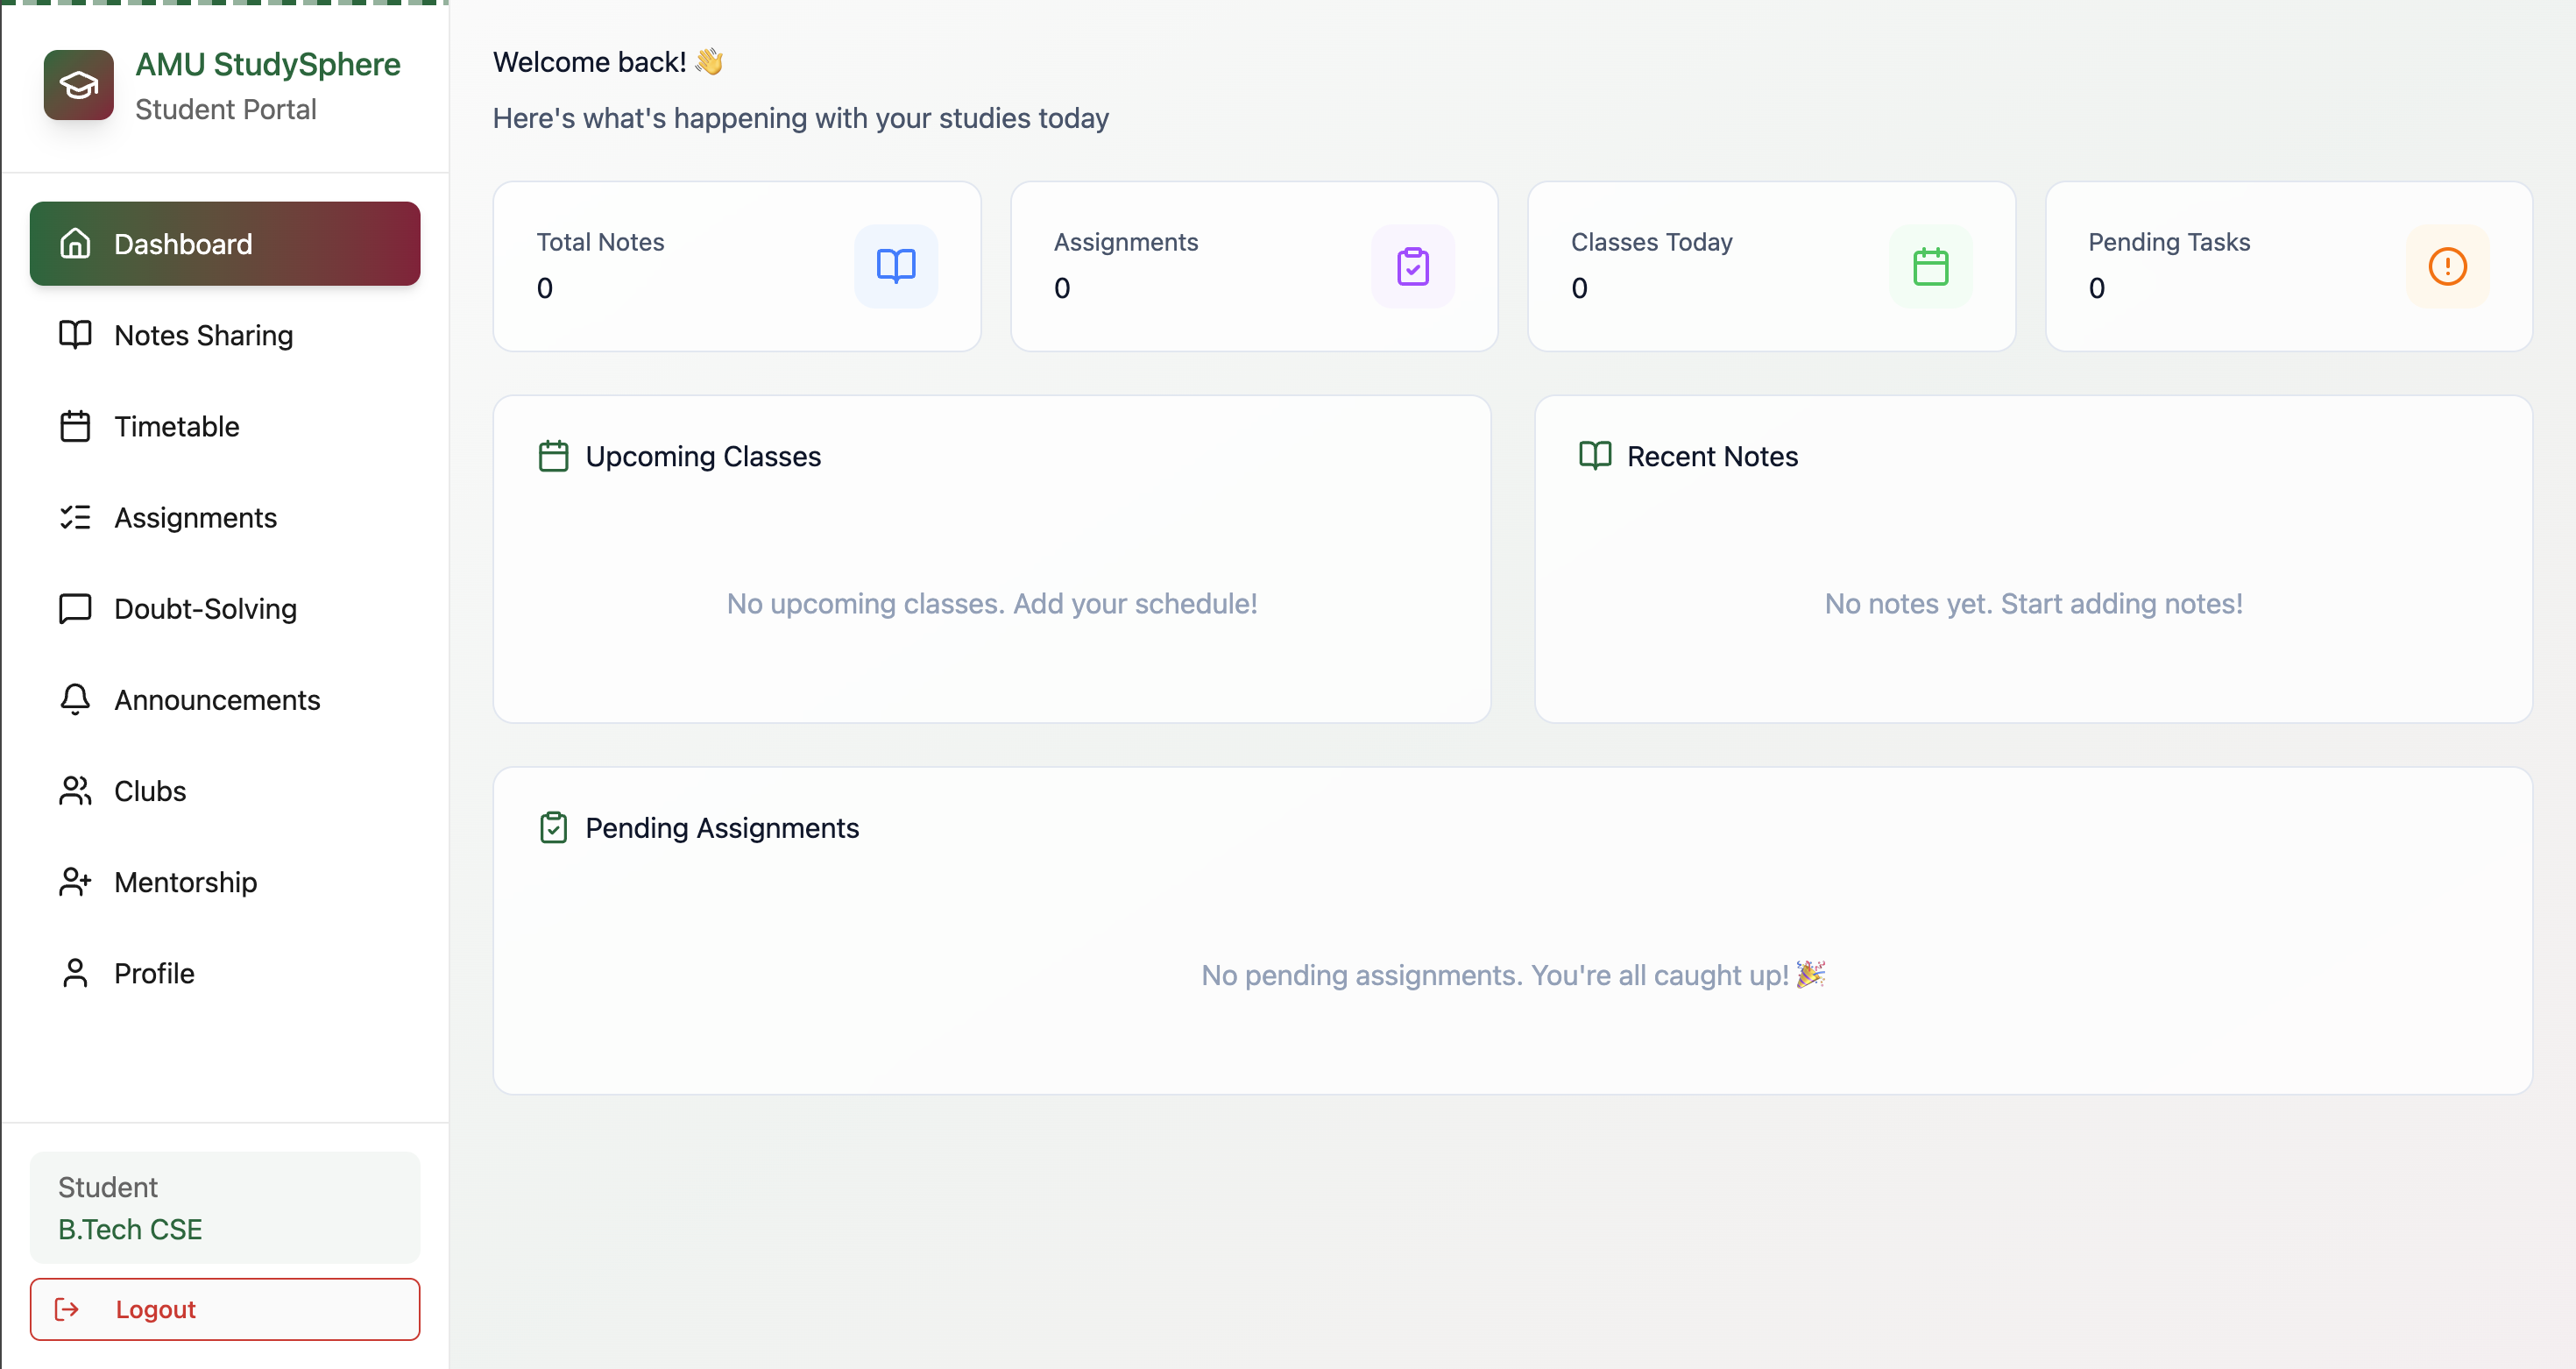 AMU StudySphere
Student Portal
Dashboard
Notes Sharing
Timetable
Assignments
Doubt-Solving
Announcements
Clubs
Mentorship
Profile
Student
B.Tech CSE
Logout
Welcome back! 👋
Here's what's happening with your studies today
Total Notes
0
Assignments
0
Classes Today
0
Pending Tasks
0
Upcoming Classes
No upcoming classes. Add your schedule!
Recent Notes
No notes yet. Start adding notes!
Pending Assignments
No pending assignments. You're all caught up! 🎉